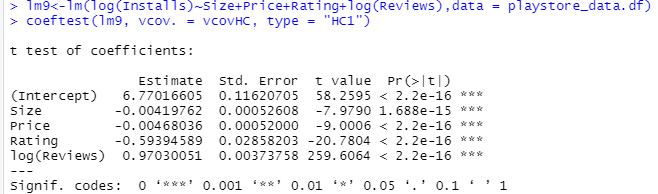 > lm9<-lm(log(Installs)~Size+Price+Rating+log(Reviews),data = playstore_data.df)
> coeftest(lm9, vcov. = vcovHC, type = "HC1")
t test of coefficients:
Estimate Std. Error t value Pr(>|t|)
(Intercept) 6.77016605 0.11620705 58.2595 < 2.2e-16 ***
Size -0.00419762 0.00052608 -7.9790 1.688e-15 ***
Price -0.00468036 0.00052000 -9.0006 < 2.2e-16 ***
Rating -0.59394589 0.02858203 -20.7804 < 2.2e-16 ***
log(Reviews) 0.97030051 0.00373758 259.6064 < 2.2e-16 ***
---
Signif. codes: 0 ‘***’ 0.001 ‘**’ 0.01 ‘*’ 0.05 ‘.’ 0.1 ‘ ’ 1